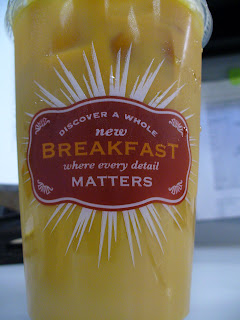 DISCOVER A WHOLE
new
BREAKFAST
where every detail
MATTERS